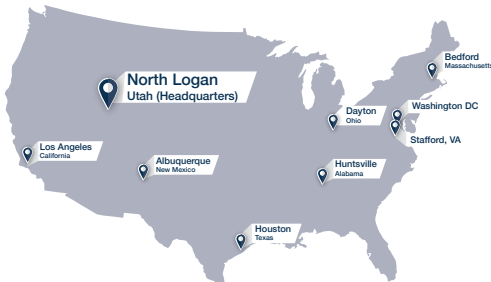 Bedford
Massachusetts
North Logan
Utah (Headquarters)
Dayton
Ohio
Washington DC
Stafford, VA
Los Angeles
California
Albuquerque
New Mexico
Huntsville
Alabama
Houston
Texas